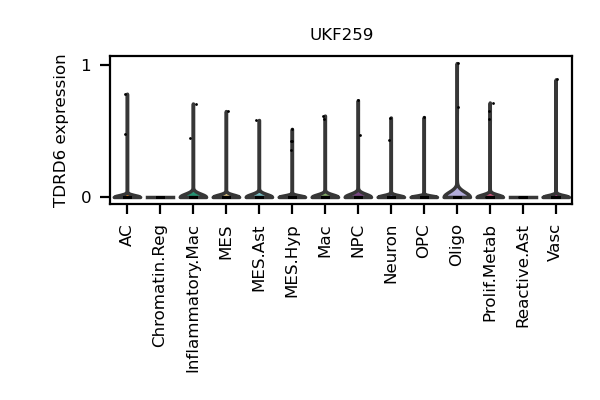 UKF259
TDRD6 expression
1
0
AC
Chromatin.Reg
Inflammatory.Mac
MES
MES.Ast
MES.Hyp
Mac
NPC
Neuron
OPC
Oligo
Prolif.Metab
Reactive.Ast
Vasc